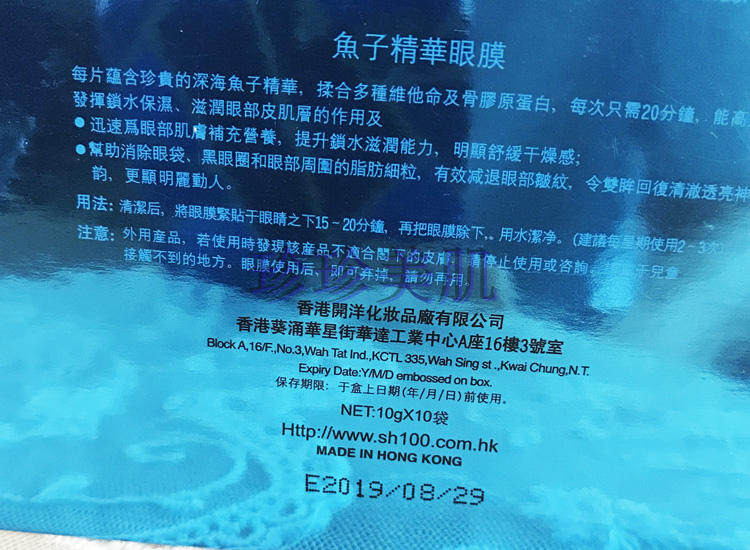 魚子精華眼膜
每片蘊含珍貴的深海魚子精華，揉合多種維他命及骨膠原蛋白，每次只需20分鐘，能高
發揮鎖水保濕、滋潤眼部皮肌層的作用及
●迅速爲眼部肌膚補充營養，提升鎖水滋潤能力，明顯舒緩干燥感；
●幫助消除眼袋、黑眼圈和眼部周圍的脂肪細粒，有效减退眼部皺紋，令雙眸回復清澈透亮神
韵，更顯明麗動人。
用法：清潔后，將眼膜緊貼于眼睛之下15～20分鐘，再把眼膜除下，。用水潔净。(建議每星期使用2～3次)
注意：外用産品，若使用時發現該産品不適合閣下的皮膚，請停止使用或咨詢。
于兒童
接觸不到的地方。眼膜使用后、即可弃掉，請勿再用。
珍珍美肌
香港開洋化妝品廠有限公司
香港葵涌華星街華達工業中心A座16樓3號室
Block A,16/F.,No.3,Wah Tat Ind.,KCTL 335,Wah Sing st .,Kwai Chung,N.T.
Expiry Date:Y/M/D embossed on box.
保存期限：于盒上日期(年/月/日)前使用。
NET:10gX10袋
Http://www.sh100.com.hk
MADE IN HONG KONG
E2019/08/29